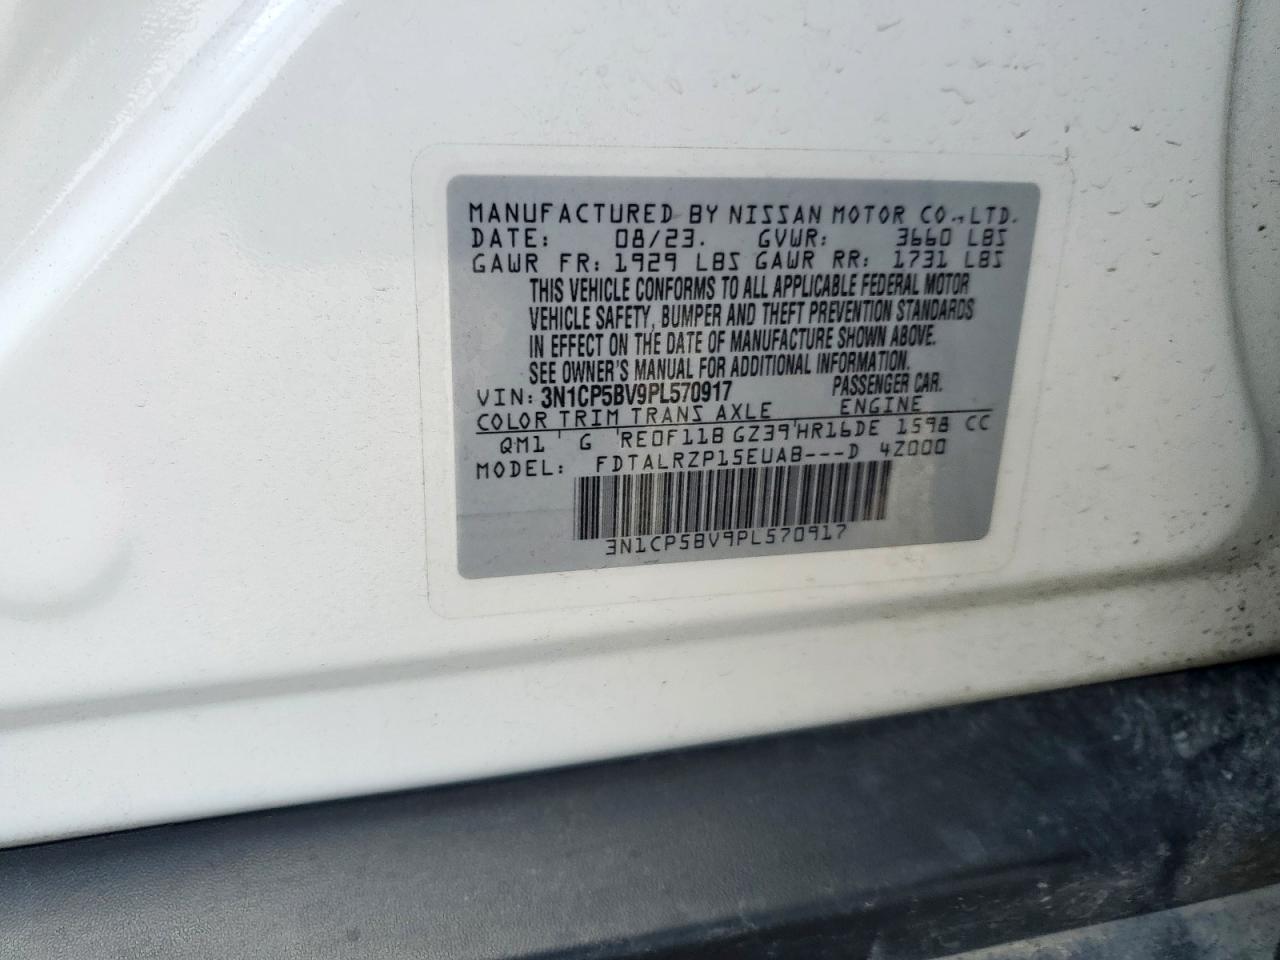 MANUFACTURED BY NISSAN MOTOR CO., LTD.
DATE: 08/23. GVWR: 3660 LBS
GAWR FR: 1929 LBS GAWR RR: 1731 LBS
THIS VEHICLE CONFORMS TO ALL APPLICABLE FEDERAL MOTOR
VEHICLE SAFETY, BUMPER AND THEFT PREVENTION STANDARDS
IN EFFECT ON THE DATE OF MANUFACTURE SHOWN ABOVE.
SEE OWNER'S MANUAL FOR ADDITIONAL INFORMATION.
VIN: 3N1CP5BV9PL570917 PASSENGER CAR.
COLOR TRIM TRANS AXLE ENGINE
QM1 G RE0F11B GZ39 HR16DE 1598 CC
MODEL: FDTALRZP15EUAB---D 4Z000
3N1CP5BV9PL570917